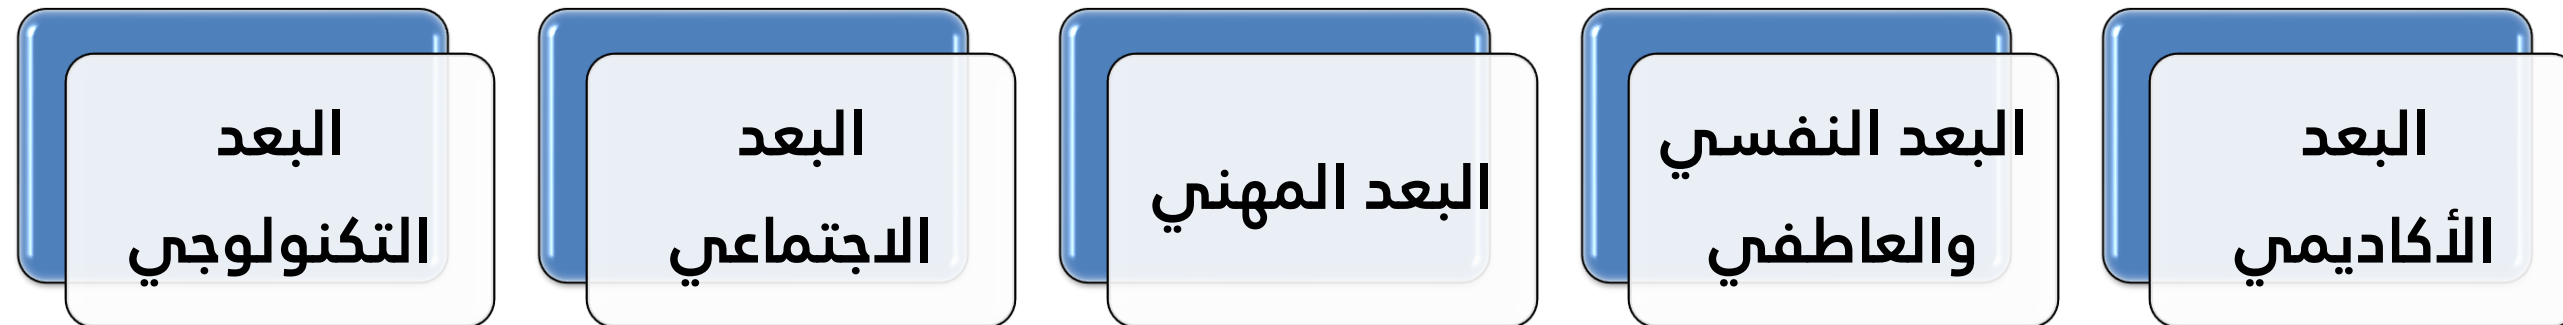 البعد
الأكاديمي
البعد النفسي
والعاطفي
البعد المهني
البعد
الاجتماعي
البعد
التكنولوجي